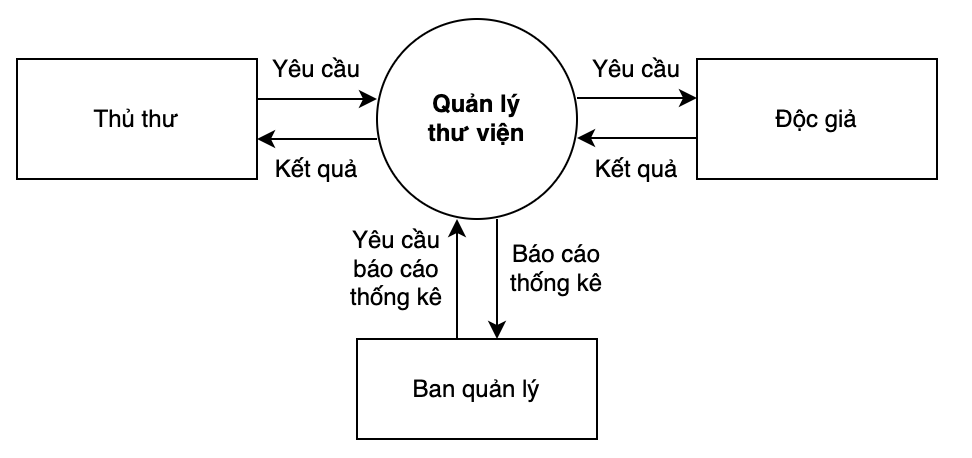 Yêu cầu
Yêu cầu
Thủ thư
Quản lý
thư viện
Độc giả
Kết quả
Kết quả
Yêu cầu
báo cáo
thống kê
Báo cáo
thống kê
Ban quản lý